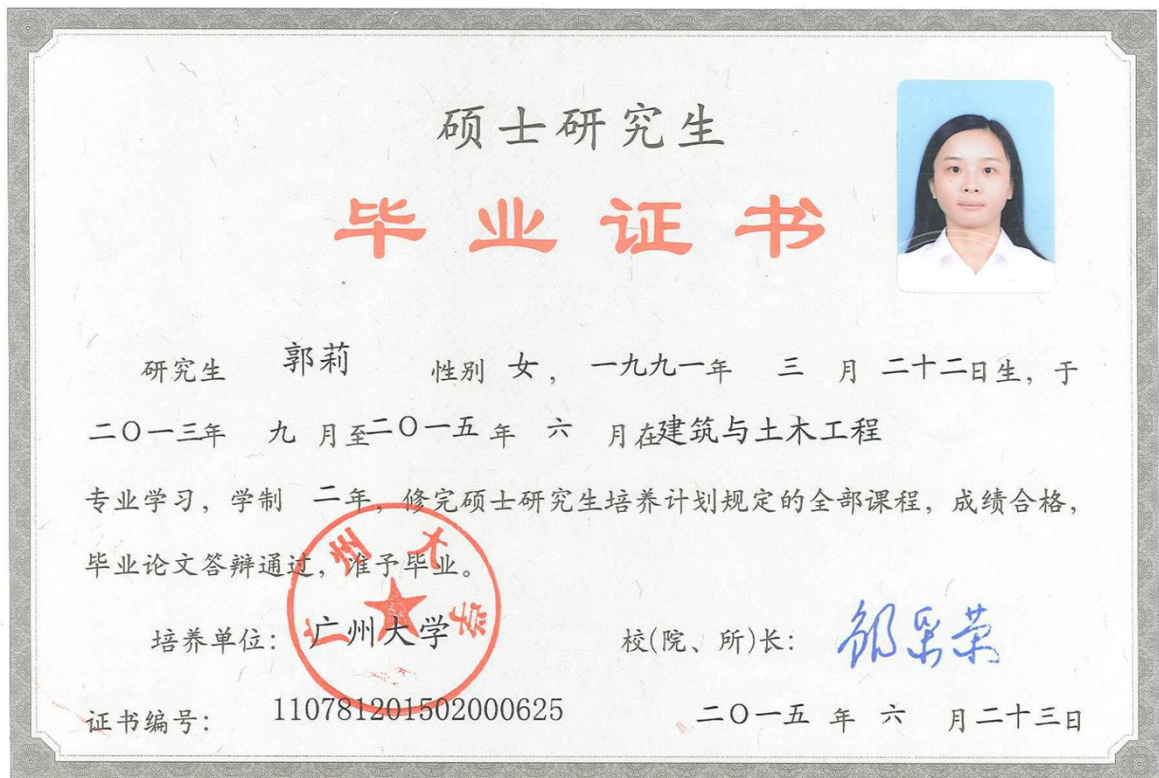 硕士研究生
毕业证书
研究生 郭莉 性别 女, 一九九一年 三 月 二十二日生, 于
二〇一三年 九 月至二〇一五 年 六 月在建筑与土木工程
专业学习, 学制 二年, 修完硕士研究生培养计划规定的全部课程, 成绩合格,
毕业论文答辩通过, 准予毕业。
广州大学
培养单位: 广州大学 校(院、所)长:
证书编号: 110781201502000625 二〇一五 年 六 月二十三日